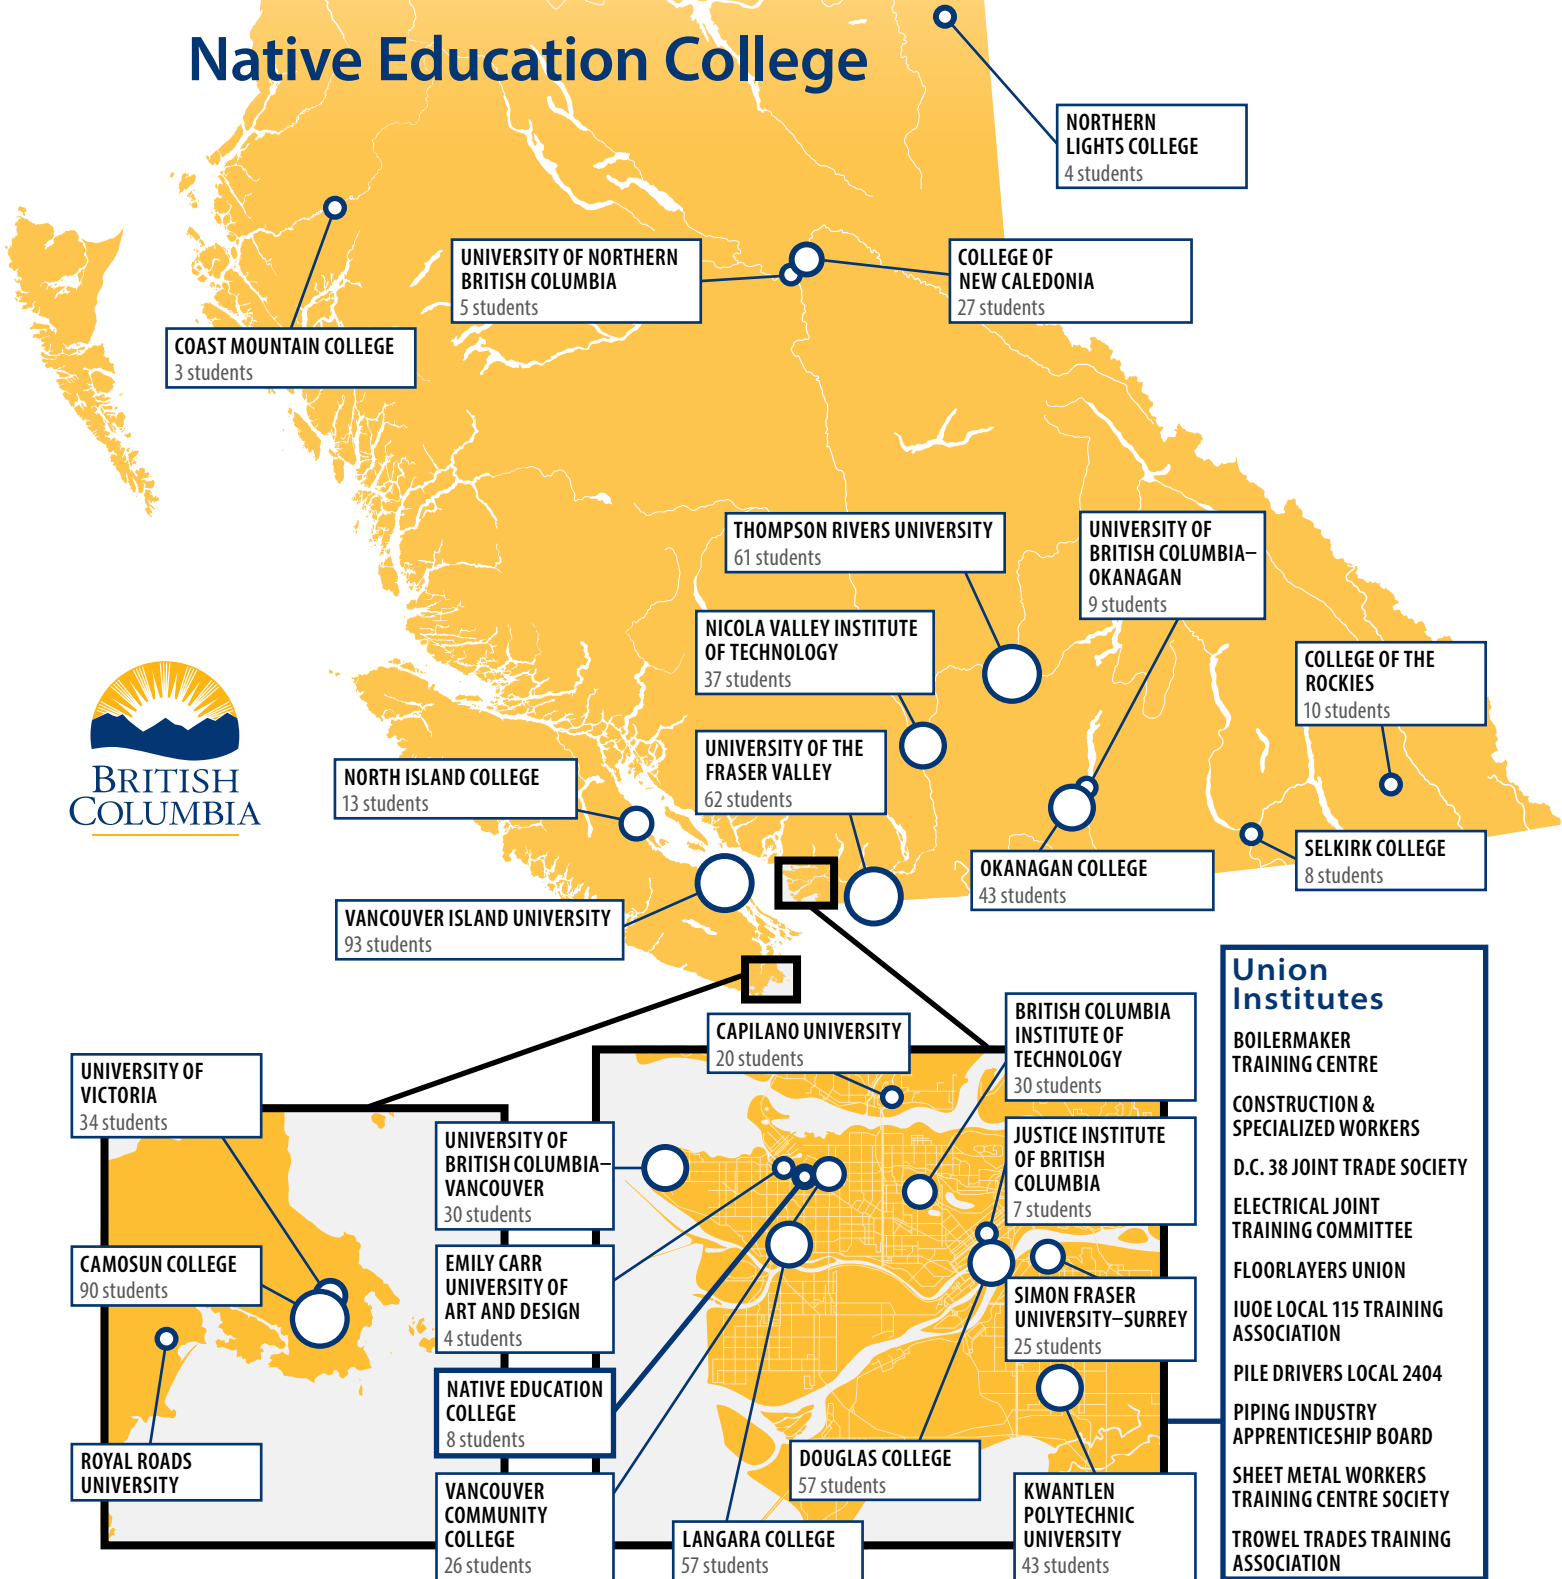 Native Education College
NORTHERN
LIGHTS COLLEGE
4 students
UNIVERSITY OF NORTHERN
BRITISH COLUMBIA
5 students
COLLEGE OF
NEW CALEDONIA
27 students
COAST MOUNTAIN COLLEGE
3 students
THOMPSON RIVERS UNIVERSITY
61 students
UNIVERSITY OF
BRITISH COLUMBIA–
OKANAGAN
9 students
NICOLA VALLEY INSTITUTE
OF TECHNOLOGY
37 students
COLLEGE OF THE
ROCKIES
10 students
UNIVERSITY OF THE
FRASER VALLEY
62 students
BRITISH
COLUMBIA
NORTH ISLAND COLLEGE
13 students
OKANAGAN COLLEGE
43 students
SELKIRK COLLEGE
8 students
VANCOUVER ISLAND UNIVERSITY
93 students
UNIVERSITY OF
VICTORIA
34 students
CAMOSUN COLLEGE
90 students
ROYAL ROADS
UNIVERSITY
CAPILANO UNIVERSITY
20 students
BRITISH COLUMBIA
INSTITUTE OF
TECHNOLOGY
30 students
UNIVERSITY OF
BRITISH COLUMBIA–
VANCOUVER
30 students
JUSTICE INSTITUTE
OF BRITISH
COLUMBIA
7 students
EMILY CARR
UNIVERSITY OF
ART AND DESIGN
4 students
SIMON FRASER
UNIVERSITY–SURREY
25 students
NATIVE EDUCATION
COLLEGE
8 students
DOUGLAS COLLEGE
57 students
VANCOUVER
COMMUNITY
COLLEGE
26 students
LANGARA COLLEGE
57 students
KWANTLEN
POLYTECHNIC
UNIVERSITY
43 students
Union
Institutes
BOILERMAKER
TRAINING CENTRE
CONSTRUCTION &
SPECIALIZED WORKERS
D.C. 38 JOINT TRADE SOCIETY
ELECTRICAL JOINT
TRAINING COMMITTEE
FLOORLAYERS UNION
IUOE LOCAL 115 TRAINING
ASSOCIATION
PILE DRIVERS LOCAL 2404
PIPING INDUSTRY
APPRENTICESHIP BOARD
SHEET METAL WORKERS
TRAINING CENTRE SOCIETY
TROWEL TRADES TRAINING
ASSOCIATION